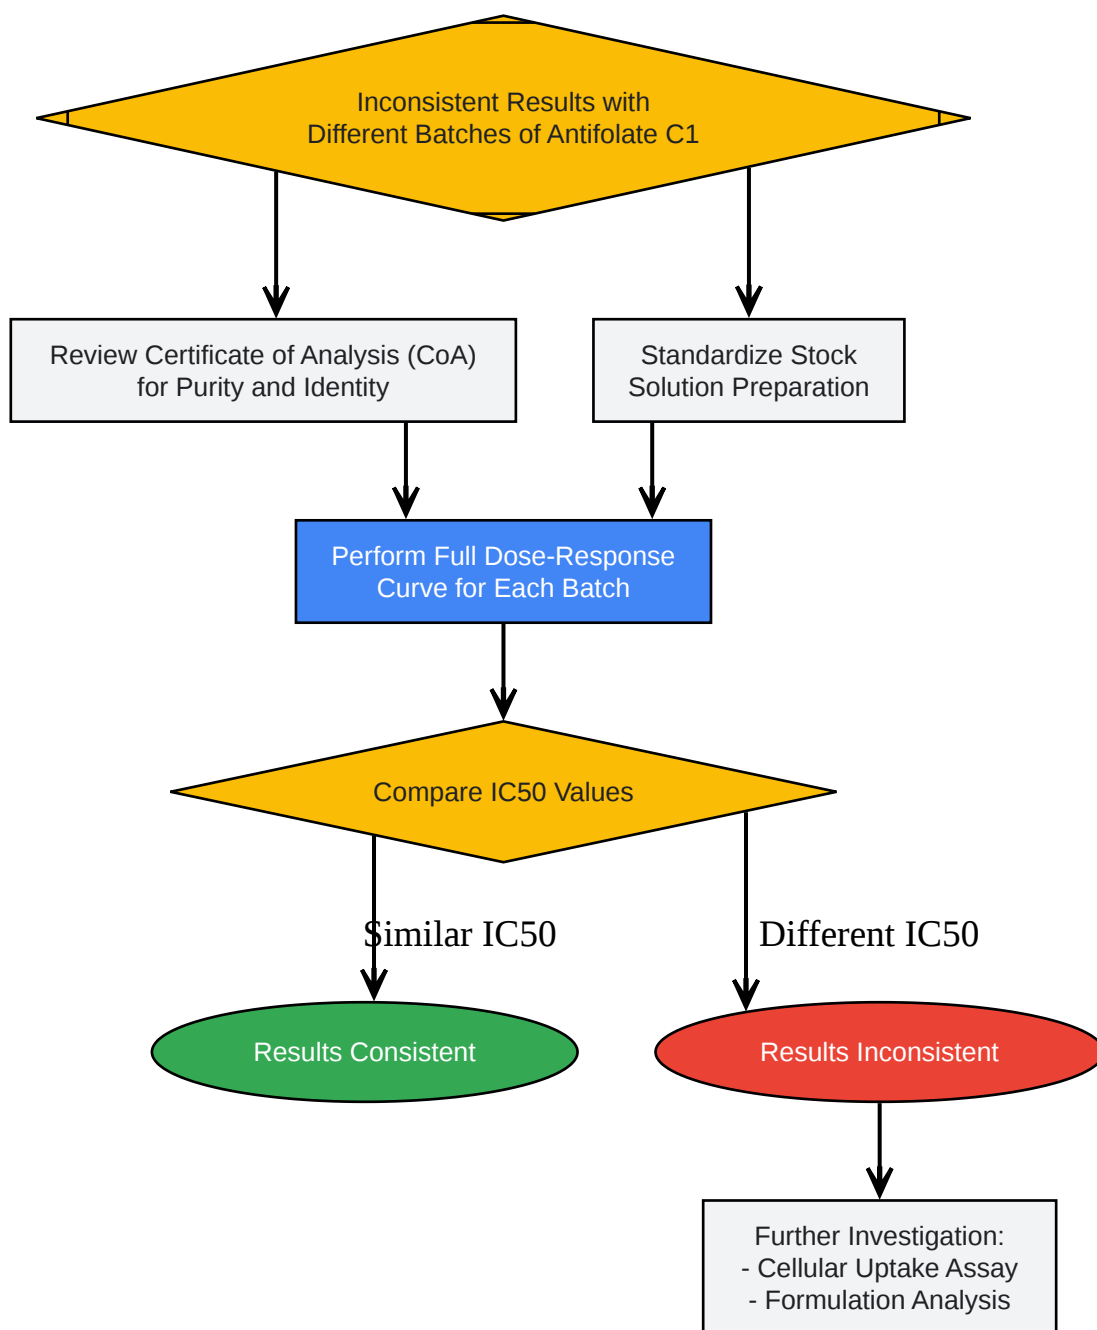 Inconsistent Results with
Different Batches of Antifolate C1
Review Certificate of Analysis (CoA)
for Purity and Identity
Standardize Stock
Solution Preparation
Perform Full Dose-Response
Curve for Each Batch
Compare IC50 Values
Similar IC50
Different IC50
Results Consistent
Results Inconsistent
Further Investigation:
- Cellular Uptake Assay
- Formulation Analysis